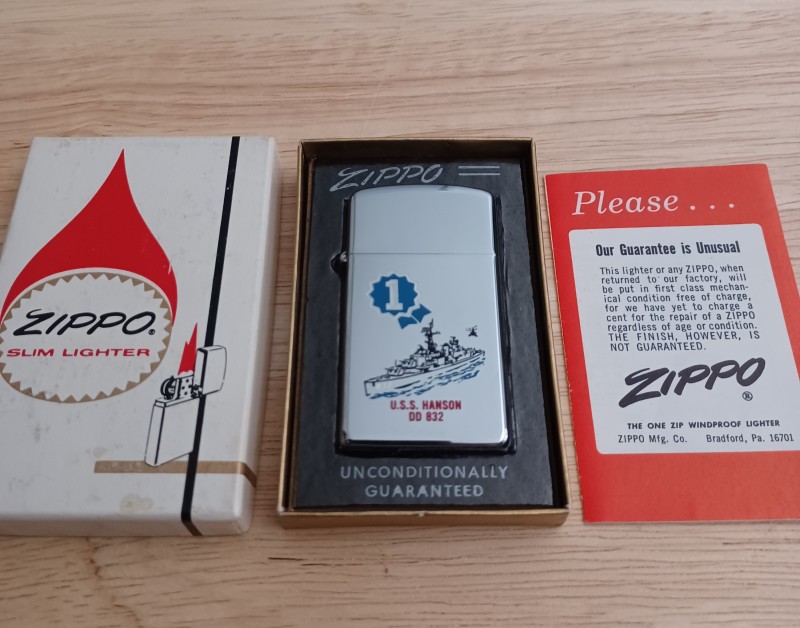 ZIPPO®
SLIM LIGHTER
ZIPPO
1
U.S.S. HANSON
DD 832
UNCONDITIONALLY
GUARANTEED
Please...
Our Guarantee is Unusual
This lighter or any ZIPPO, when
returned to our factory, will
be put in first class mechan-
ical condition free of charge,
for we have yet to charge a
cent for the repair of a ZIPPO
regardless of age or condition.
THE FINISH, HOWEVER, IS
NOT GUARANTEED.
ZIPPO®
THE ONE ZIP WINDPROOF LIGHTER
ZIPPO Mfg. Co. Bradford, Pa. 16701